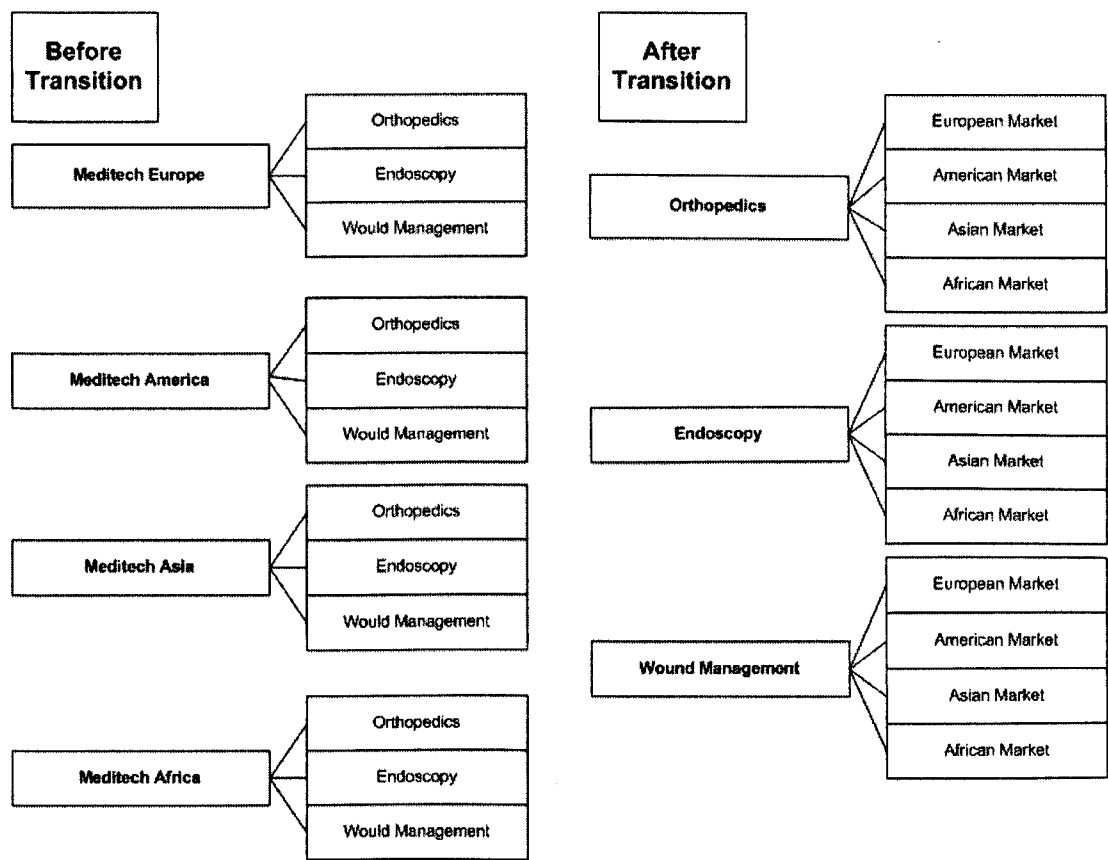 Before
Transition
Meditech Europe
Orthopedics
Endoscopy
Would Management
Meditech America
Orthopedics
Endoscopy
Would Management
Meditech Asia
Orthopedics
Endoscopy
Would Management
Meditech Africa
Orthopedics
Endoscopy
Would Management
After
Transition
Orthopedics
European Market
American Market
Asian Market
African Market
Endoscopy
European Market
American Market
Asian Market
African Market
Wound Management
European Market
American Market
Asian Market
African Market